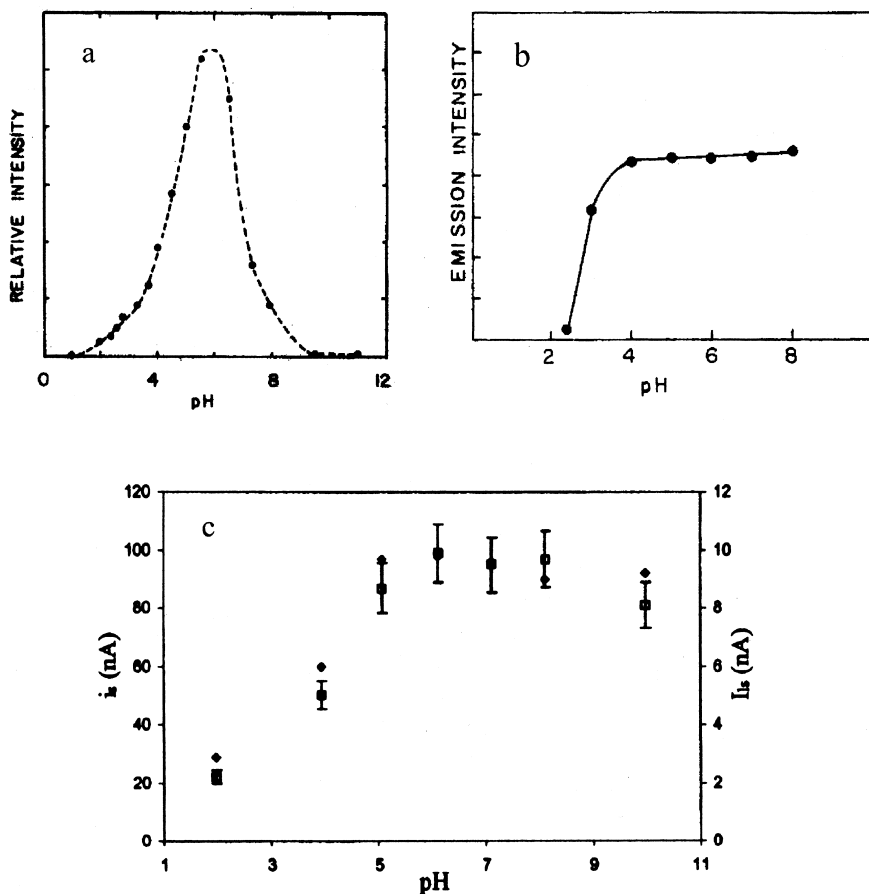 a
RELATIVE INTENSITY
0 4 8 12
pH
b
EMISSION INTENSITY
2 4 6 8
pH
c
120 12
100 10
80 8
60 6
40 4
20 2
0 0
i_s (nA)
I_ls (nA)
1 3 5 7 9 11
pH